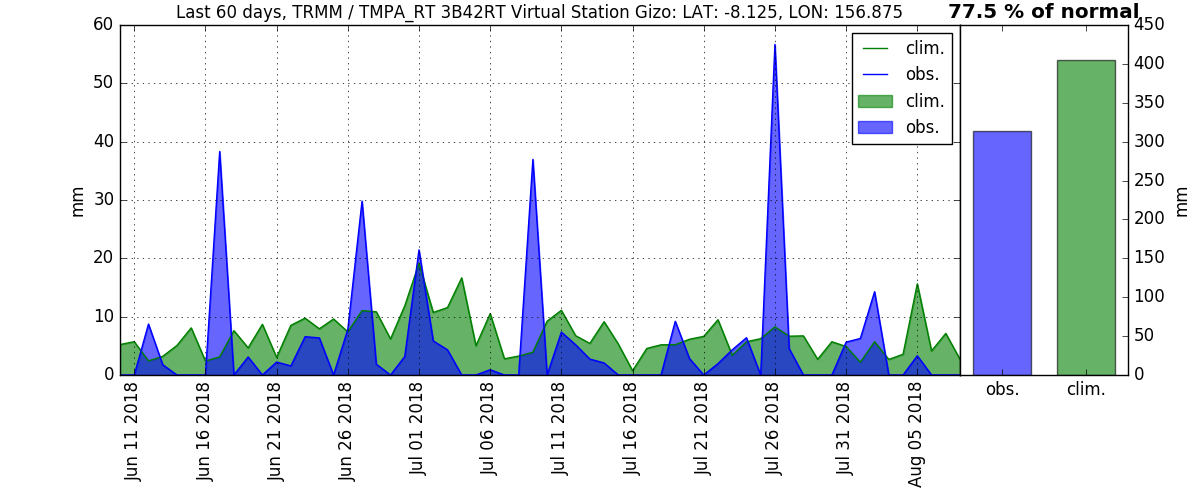 Last 60 days, TRMM / TMPA_RT 3B42RT Virtual Station Gizo: LAT: -8.125, LON: 156.875
77.5 % of normal
60
50
40
30
20
10
0
mm
clim.
obs.
clim.
obs.
450
400
350
300
250
200
150
100
50
0
mm
Jun 11 2018
Jun 16 2018
Jun 21 2018
Jun 26 2018
Jul 01 2018
Jul 06 2018
Jul 11 2018
Jul 16 2018
Jul 21 2018
Jul 26 2018
Jul 31 2018
Aug 05 2018
obs.
clim.